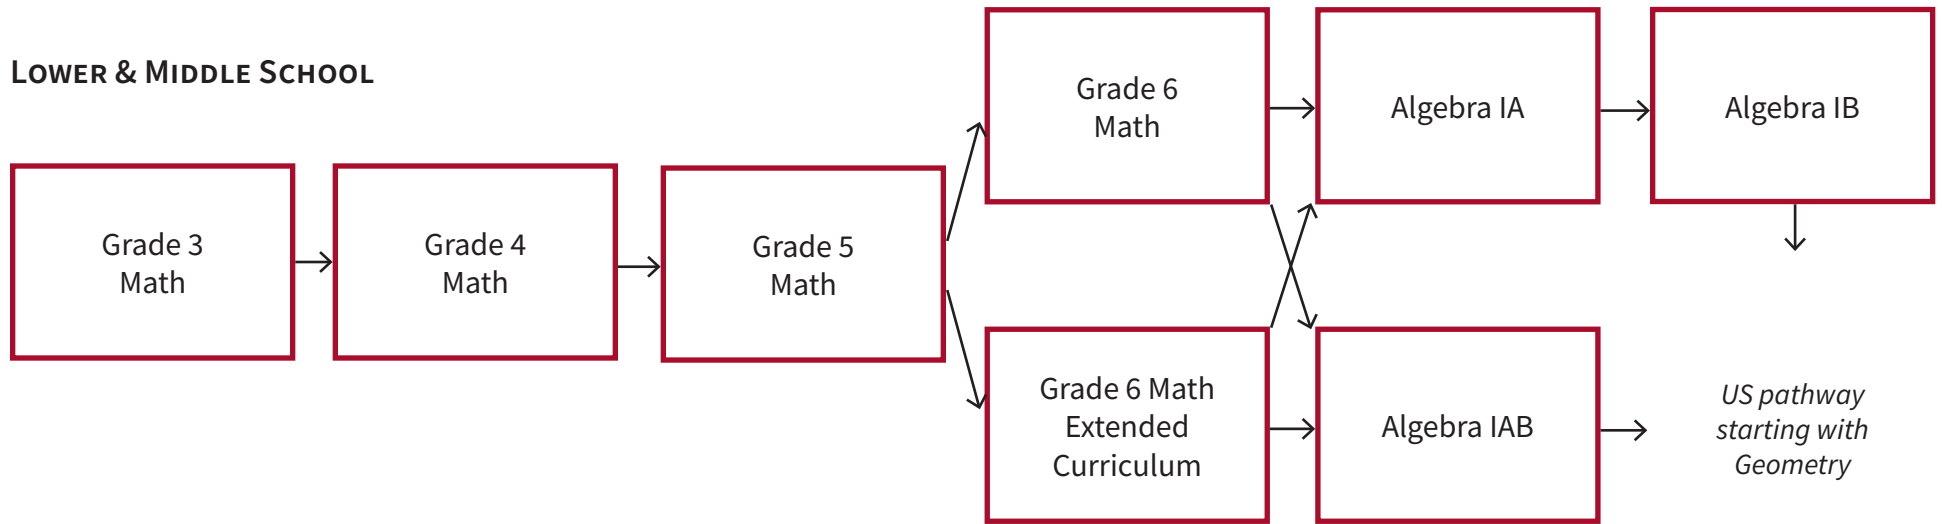 LOWER & MIDDLE SCHOOL
Grade 3
Math
Grade 4
Math
Grade 5
Math
Grade 6
Math
Grade 6 Math
Extended
Curriculum
Algebra IA
Algebra IAB
Algebra IB
US pathway
starting with
Geometry